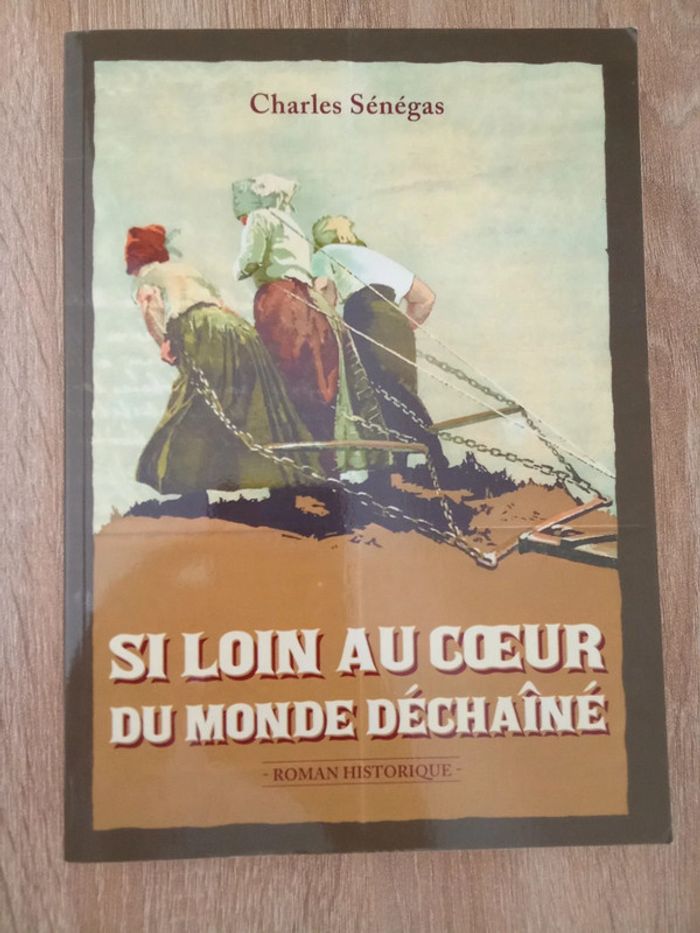 Charles Sénégas
SI LOIN AU CŒUR
DU MONDE DÉCHAÎNÉ
- ROMAN HISTORIQUE -